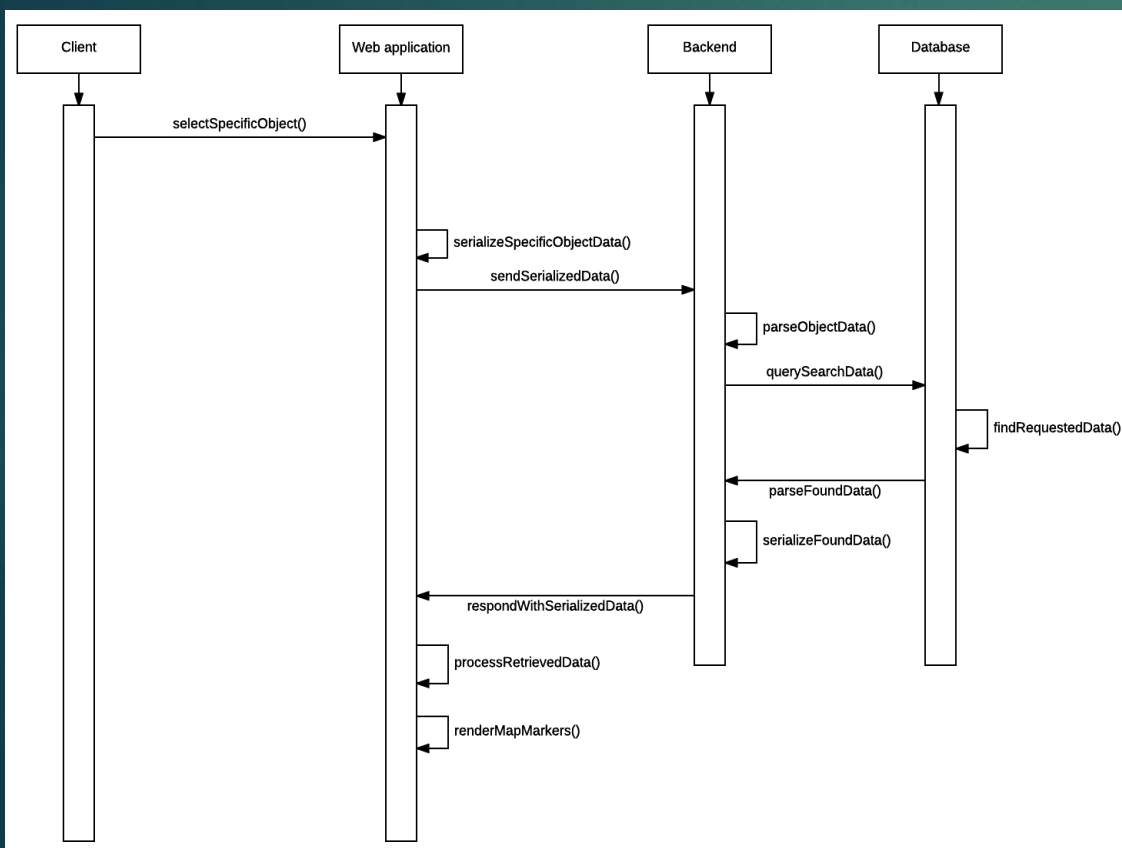 Client
Web application
Backend
Database
selectSpecificObject()
serializeSpecificObjectData()
sendSerializedData()
parseObjectData()
querySearchData()
findRequestedData()
parseFoundData()
serializeFoundData()
respondWithSerializedData()
processRetrievedData()
renderMapMarkers()